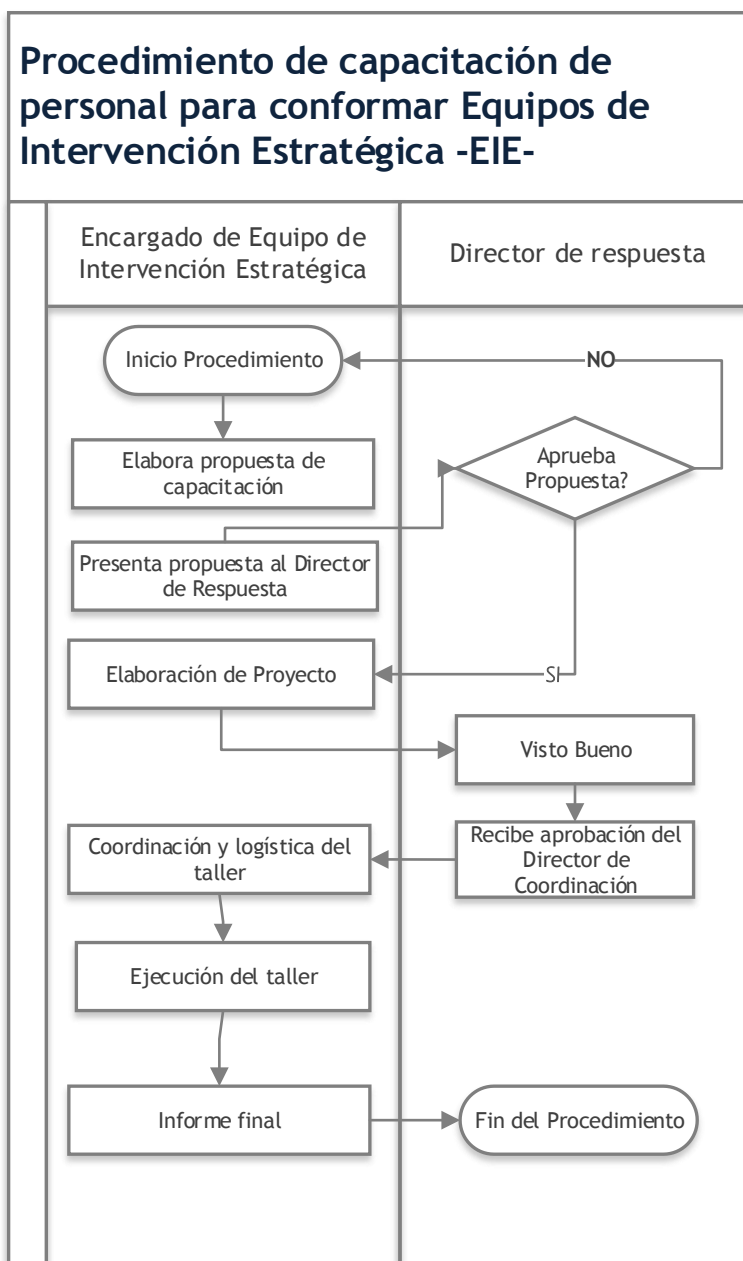 Procedimiento de capacitación de
personal para conformar Equipos de
Intervención Estratégica -EIE-
Encargado de Equipo de
Intervención Estratégica
Director de respuesta
Inicio Procedimiento
NO
Elabora propuesta de
capacitación
Aprueba
Propuesta?
Presenta propuesta al Director
de Respuesta
Elaboración de Proyecto
SI
Visto Bueno
Coordinación y logística del
taller
Recibe aprobación del
Director de
Coordinación
Ejecución del taller
Informe final
Fin del Procedimiento